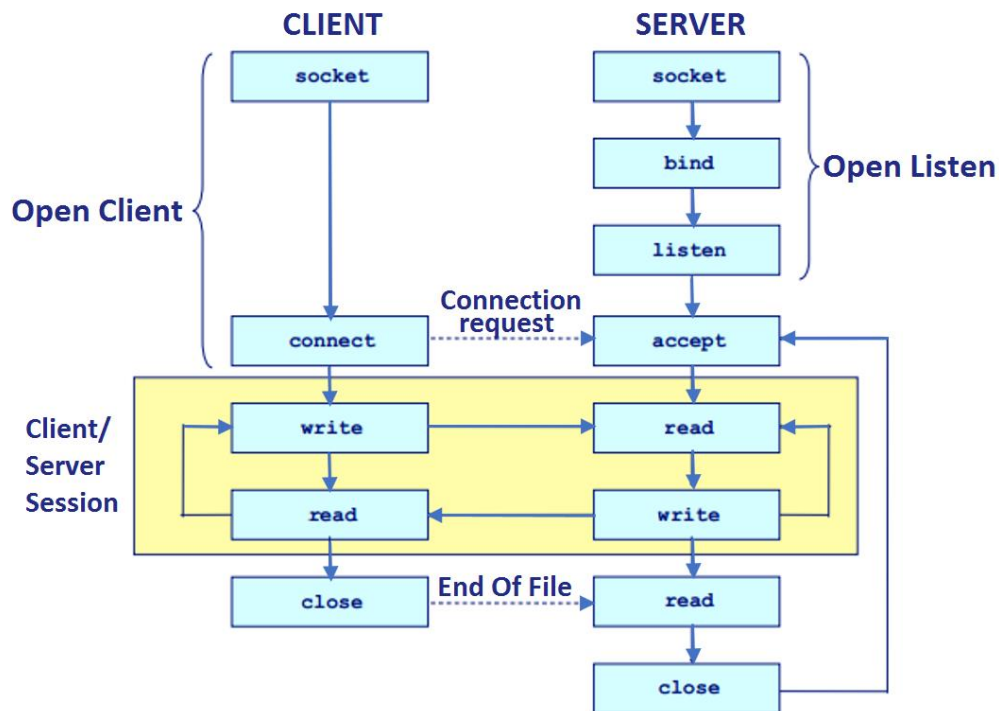 CLIENT
SERVER
socket
socket
bind
Open Listen
Open Client
listen
Connection
request
connect
accept
Client/
Server
Session
write
read
read
write
close
End Of File
read
close